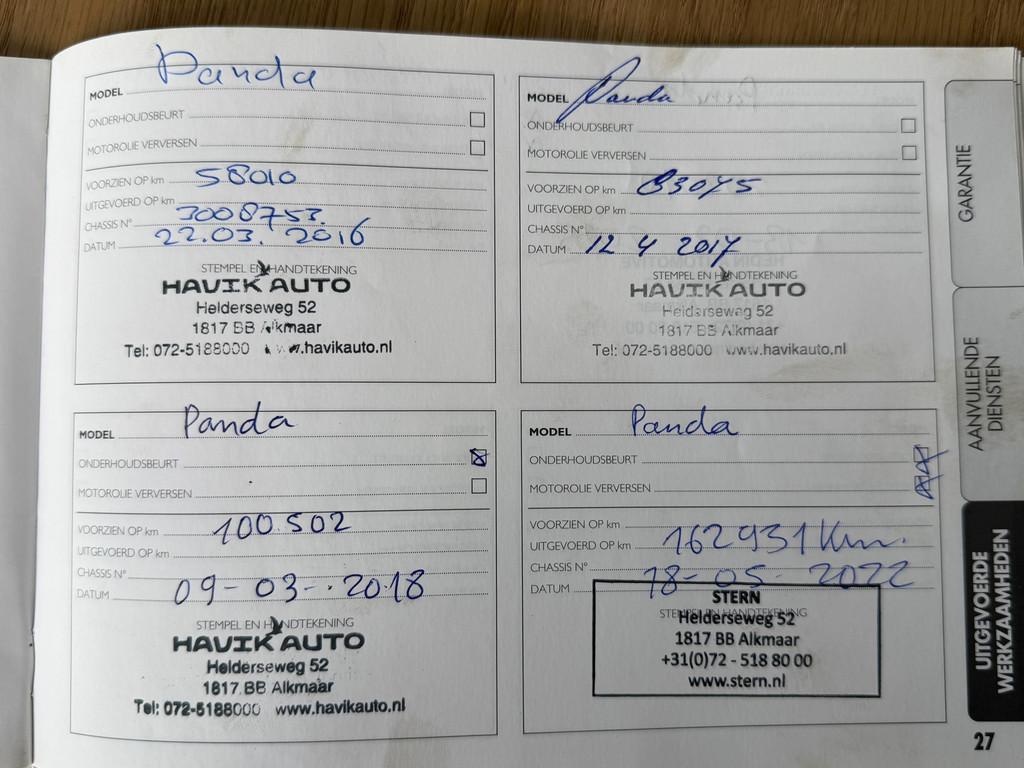 MODEL Panda
ONDERHOUDSBEURT
MOTOROLIE VERVERSEN
VOORZIEN OP km 58010
UITGEVOERD OP km
CHASSIS N° 3008753.
DATUM 22.03.2016
STEMPEL EN HANDTEKENING
HAVIK AUTO
Helderseweg 52
1817 BB Alkmaar
Tel: 072-5188000 www.havikauto.nl
MODEL Panda
ONDERHOUDSBEURT
MOTOROLIE VERVERSEN
VOORZIEN OP km 83075
UITGEVOERD OP km
CHASSIS N°
DATUM 12 4 2017
STEMPEL EN HANDTEKENING
HAVIK AUTO
Helderseweg 52
1817 BB Alkmaar
Tel: 072-5188000 www.havikauto.nl
MODEL Panda
ONDERHOUDSBEURT
MOTOROLIE VERVERSEN
VOORZIEN OP km 100.502
UITGEVOERD OP km
CHASSIS N°
DATUM 09-03-.2018
STEMPEL EN HANDTEKENING
HAVIK AUTO
Helderseweg 52
1817 BB Alkmaar
Tel: 072-5188000 www.havikauto.nl
MODEL Panda
ONDERHOUDSBEURT
MOTOROLIE VERVERSEN
VOORZIEN OP km
UITGEVOERD OP km 162931 Km.
CHASSIS N°
DATUM 18-05-2022
STERN
STEMPEL EN HANDTEKENING
Helderseweg 52
1817 BB Alkmaar
+31(0)72 - 518 80 00
www.stern.nl
GARANTIE
AANVULLENDE
DIENSTEN
UITGEVOERDE
WERKZAAMHEDEN
27